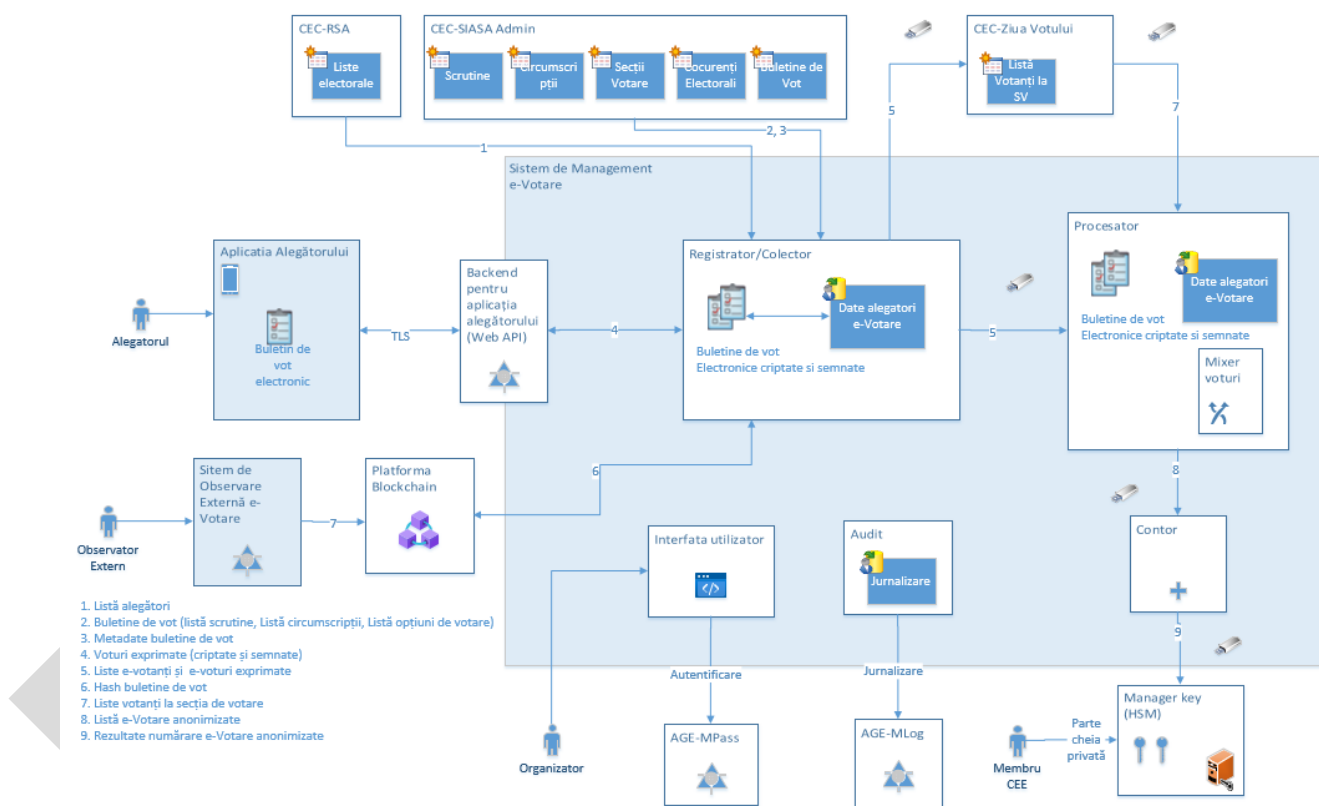 CEC-RSA
Liste
electorale
CEC-SIASA Admin
Scrutine
Circumscri
pții
Secții
Votare
Cocurenți
Electorali
Buletine de
Vot
CEC-Ziua Votului
Listă
Votanți la
SV
1
2, 3
5
7
Sistem de Management
e-Votare
Aplicatia Alegătorului
Buletin de
vot
electronic
Alegatorul
TLS
Backend
pentru
aplicația
alegătorului
(Web API)
4
Registrator/Colector
Date alegatori
e-Votare
Buletine de vot
Electronice criptate si semnate
5
Procesator
Date alegatori
e-Votare
Buletine de vot
Electronice criptate si semnate
Mixer
voturi
6
8
Sitem de
Observare
Externă e-
Votare
7
Platforma
Blockchain
Observator
Extern
Interfata utilizator
Audit
Jurnalizare
Contor
9
1. Listă alegători
2. Buletine de vot (listă scrutine, Listă circumscripții, Listă opțiuni de votare)
3. Metadate buletine de vot
4. Voturi exprimate (criptate și semnate)
5. Liste e-votanți și e-voturi exprimate
6. Hash buletine de vot
7. Liste votanți la secția de votare
8. Listă e-Votare anonimizate
9. Rezultate numărare e-Votare anonimizate
Autentificare
Jurnalizare
Organizator
AGE-MPass
AGE-MLog
Membru
CEE
Parte
cheia
privată
Manager key
(HSM)